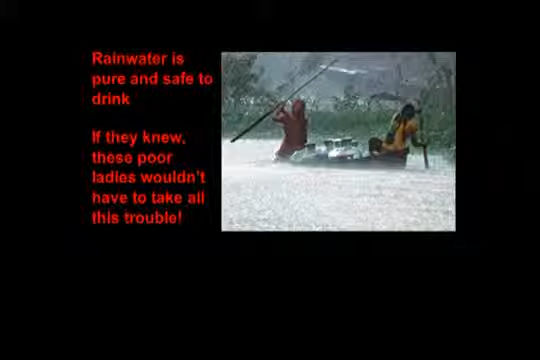 Rainwater is
pure and safe to
drink
If they knew,
these poor
ladies wouldn't
have to take all
this trouble!